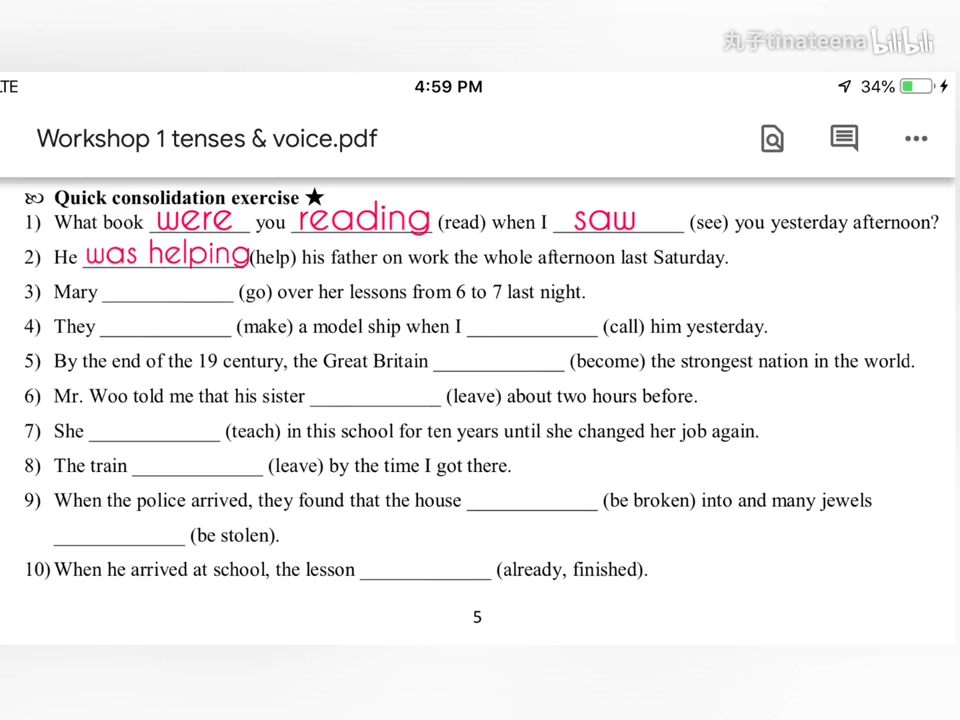 丸子tinateena bilibili
LTE 4:59 PM 34%
Workshop 1 tenses & voice.pdf
Quick consolidation exercise ★
1) What book were you reading (read) when I saw (see) you yesterday afternoon?
2) He was helping (help) his father on work the whole afternoon last Saturday.
3) Mary _____________ (go) over her lessons from 6 to 7 last night.
4) They _____________ (make) a model ship when I _____________ (call) him yesterday.
5) By the end of the 19 century, the Great Britain _____________ (become) the strongest nation in the world.
6) Mr. Woo told me that his sister _____________ (leave) about two hours before.
7) She _____________ (teach) in this school for ten years until she changed her job again.
8) The train _____________ (leave) by the time I got there.
9) When the police arrived, they found that the house _____________ (be broken) into and many jewels
_____________ (be stolen).
10) When he arrived at school, the lesson _____________ (already, finished).
5